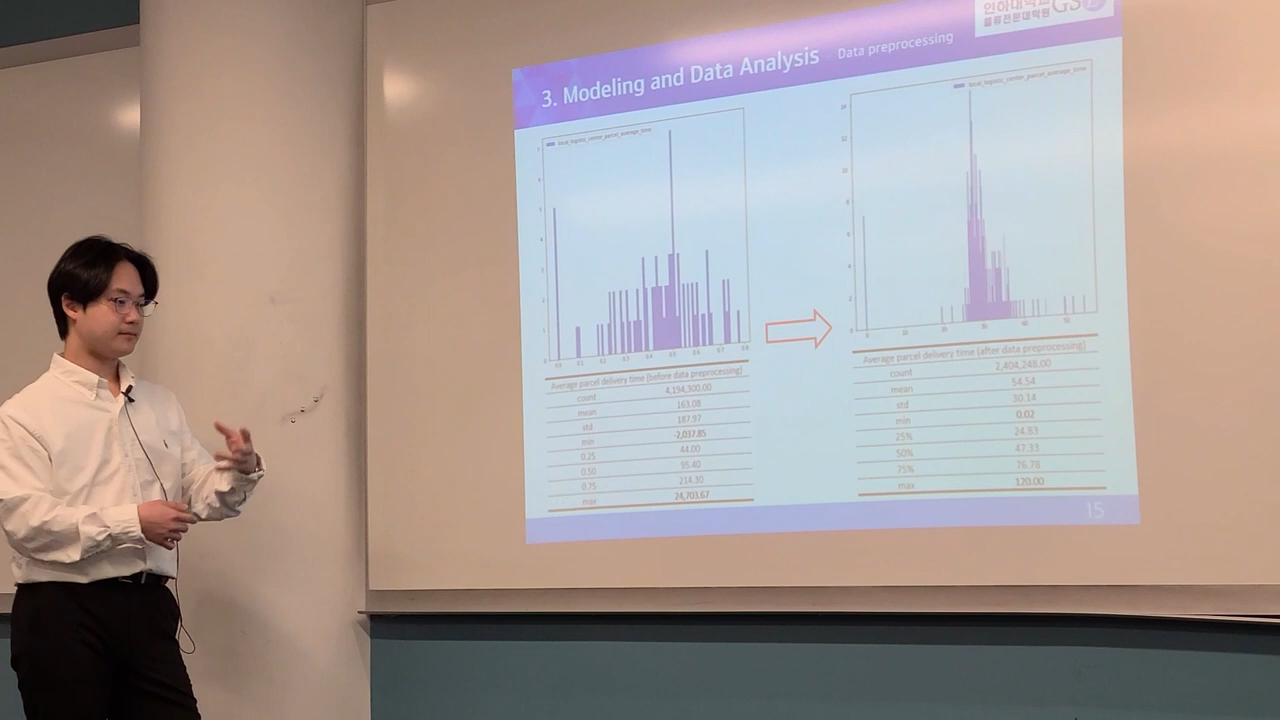 인하대학교 GS
물류전문대학원
3. Modeling and Data Analysis Data preprocessing
local_logistic_center_parcel_average_time
local_logistic_center_parcel_average_time
Average parcel delivery time (before data preprocessing)
count 4,194,300.00
mean 163.08
std 187.97
min -2,037.85
0.25 44.00
0.50 95.40
0.75 214.30
max 24,703.67
Average parcel delivery time (after data preprocessing)
count 2,404,248.00
mean 54.54
std 30.14
min 0.02
25% 24.83
50% 47.33
75% 76.78
max 120.00
15